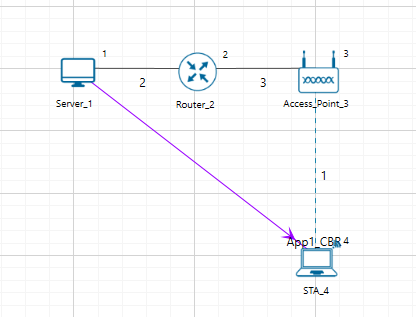 1
2
3
2
3
Server_1
Router_2
Access_Point_3
1
App1_CBR 4
STA_4